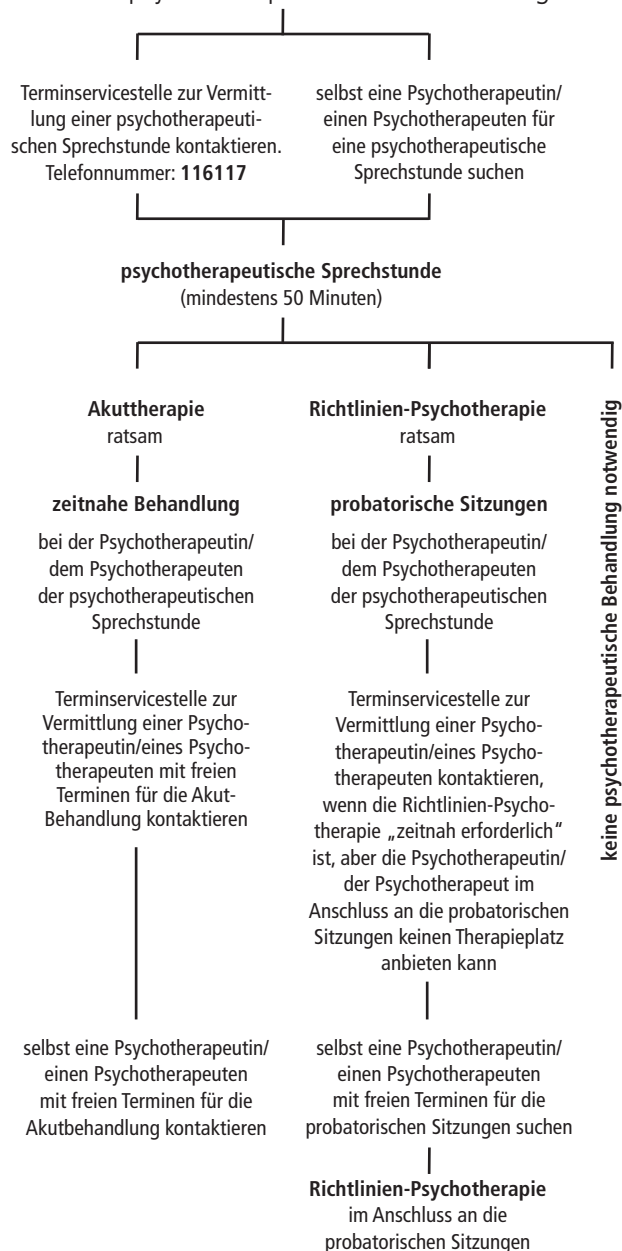 Terminservicestelle zur Vermitt-
lung einer psychotherapeuti-
schen Sprechstunde kontaktieren.
Telefonnummer: 116117
selbst eine Psychotherapeutin/
einen Psychotherapeuten für
eine psychotherapeutische
Sprechstunde suchen
psychotherapeutische Sprechstunde
(mindestens 50 Minuten)
Akuttherapie
ratsam
zeitnahe Behandlung
bei der Psychotherapeutin/
dem Psychotherapeuten
der psychotherapeutischen
Sprechstunde
Terminservicestelle zur
Vermittlung einer Psycho-
therapeutin/eines Psycho-
therapeuten mit freien
Terminen für die Akut-
Behandlung kontaktieren
selbst eine Psychotherapeutin/
einen Psychotherapeuten
mit freien Terminen für die
Akutbehandlung kontaktieren
Richtlinien-Psychotherapie
ratsam
probatorische Sitzungen
bei der Psychotherapeutin/
dem Psychotherapeuten
der psychotherapeutischen
Sprechstunde
Terminservicestelle zur
Vermittlung einer Psycho-
therapeutin/eines Psycho-
therapeuten kontaktieren,
wenn die Richtlinien-Psycho-
therapie „zeitnah erforderlich“
ist, aber die Psychotherapeutin/
der Psychotherapeut im
Anschluss an die probatorischen
Sitzungen keinen Therapieplatz
anbieten kann
selbst eine Psychotherapeutin/
einen Psychotherapeuten
mit freien Terminen für die
probatorischen Sitzungen suchen
Richtlinien-Psychotherapie
im Anschluss an die
probatorischen Sitzungen
keine psychotherapeutische Behandlung notwendig